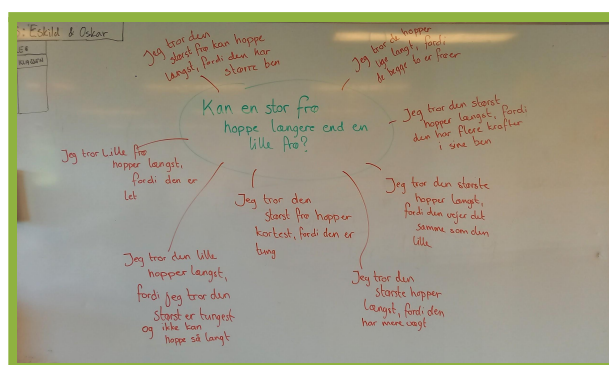 : Eskild & Oskar
Jeg tror den
størst frø kan hoppe
længst, fordi den har
større ben
Jeg
tror de hopper
lige langt, fordi
de begge to er frøer
Kan en stor frø
hoppe længere end en
lille frø?
Jeg tror den størst
hopper længst, fordi
den har flere kræfter
i sine ben
Jeg tror Lille frø
hopper længst,
fordi den er
let
Jeg tror den
størst frø hopper
kortest, fordi den er
tung
Jeg tror den største
hopper længst,
fordi den vejer det
samme som den
lille
Jeg tror den lille
hopper længst,
fordi jeg tror den
størst er tungest
og ikke kan
hoppe så langt
Jeg tror den
største hopper
længst, fordi den
har mere vægt